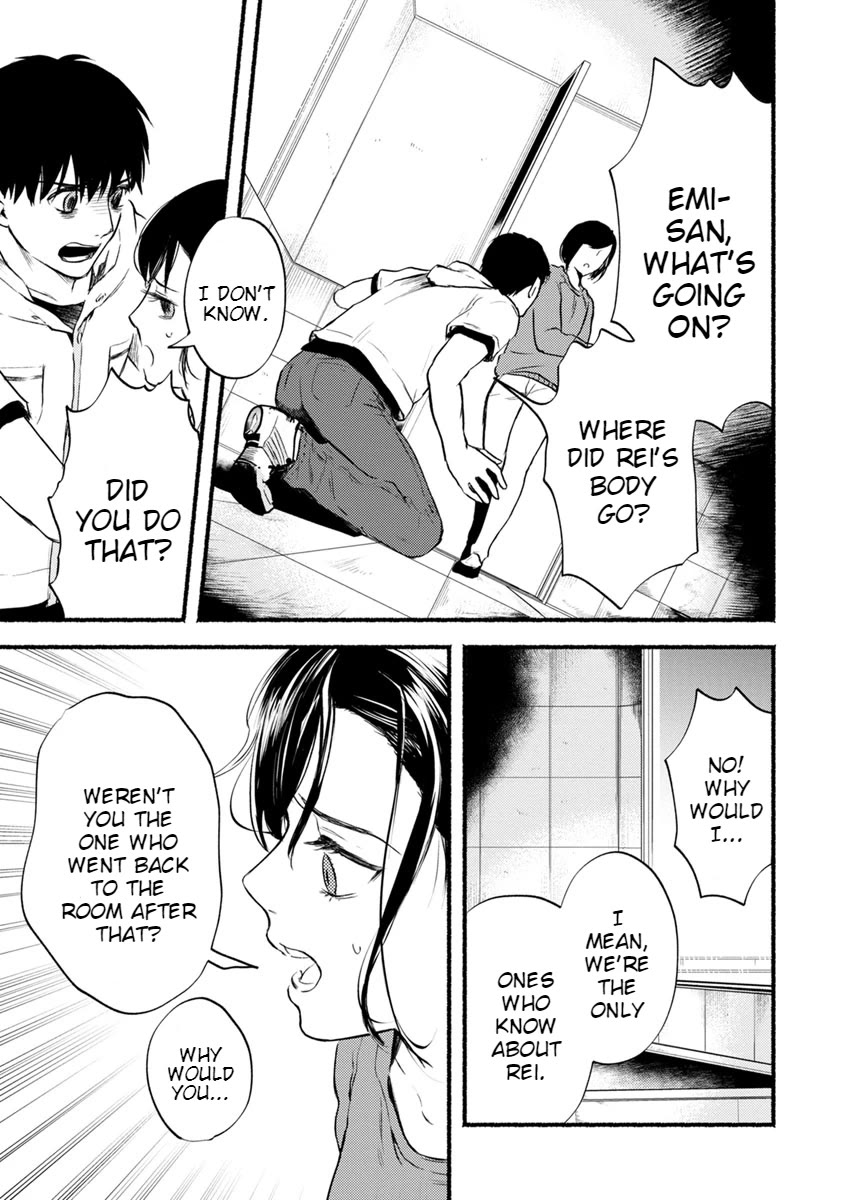 EMI-
SAN,
WHAT'S
GOING
ON?
WHERE
DID REI'S
BODY
GO?
I DON'T
KNOW.
DID
YOU DO
THAT?
NO!
WHY
WOULD
I...
I
MEAN,
WE'RE
THE
ONLY
ONES
WHO
KNOW
ABOUT
REI.
WEREN'T
YOU THE
ONE WHO
WENT BACK
TO THE
ROOM AFTER
THAT?
WHY
WOULD
YOU...